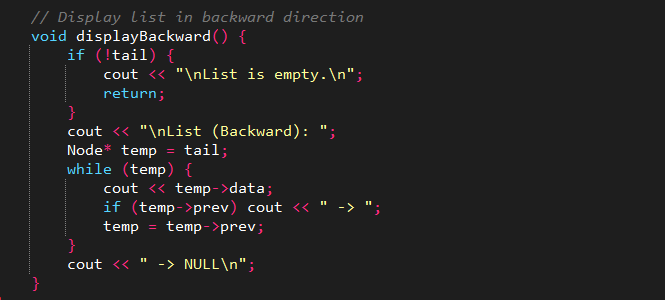 // Display list in backward direction
void displayBackward() {
    if (!tail) {
        cout << "\nList is empty.\n";
        return;
    }
    cout << "\nList (Backward): ";
    Node* temp = tail;
    while (temp) {
        cout << temp->data;
        if (temp->prev) cout << " -> ";
        temp = temp->prev;
    }
    cout << " -> NULL\n";
}